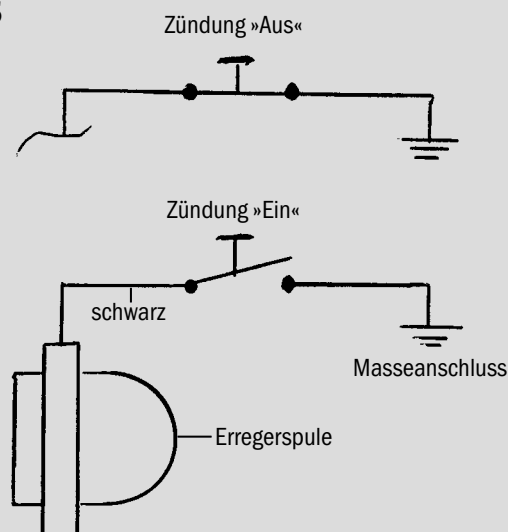 Zündung »Aus«
Zündung »Ein«
schwarz
Masseanschluss
Erregerspule